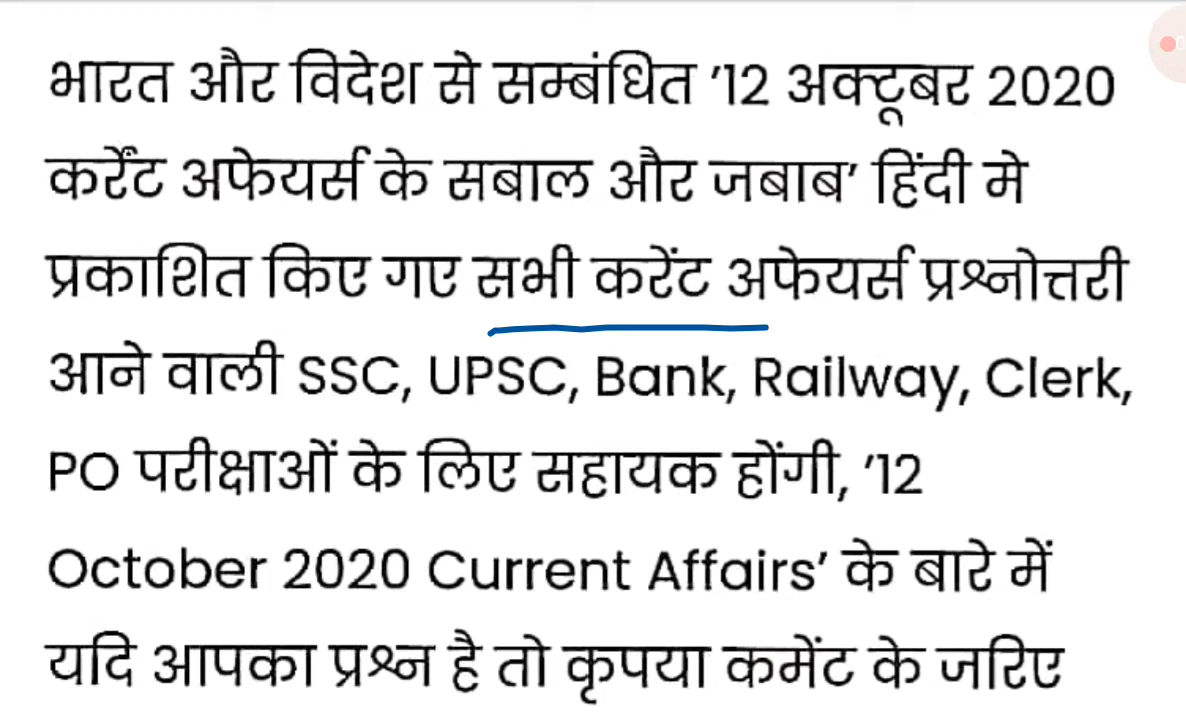 भारत और विदेश से सम्बंधित '12 अक्टूबर 2020
करेँट अफेयर्स के सबाल और जबाब' हिंदी मे
प्रकाशित किए गए सभी करेंट अफेयर्स प्रश्नोत्तरी
आने वाली SSC, UPSC, Bank, Railway, Clerk,
PO परीक्षाओं के लिए सहायक होंगी, '12
October 2020 Current Affairs' के बारे में
यदि आपका प्रश्न है तो कृपया कमेंट के जरिए